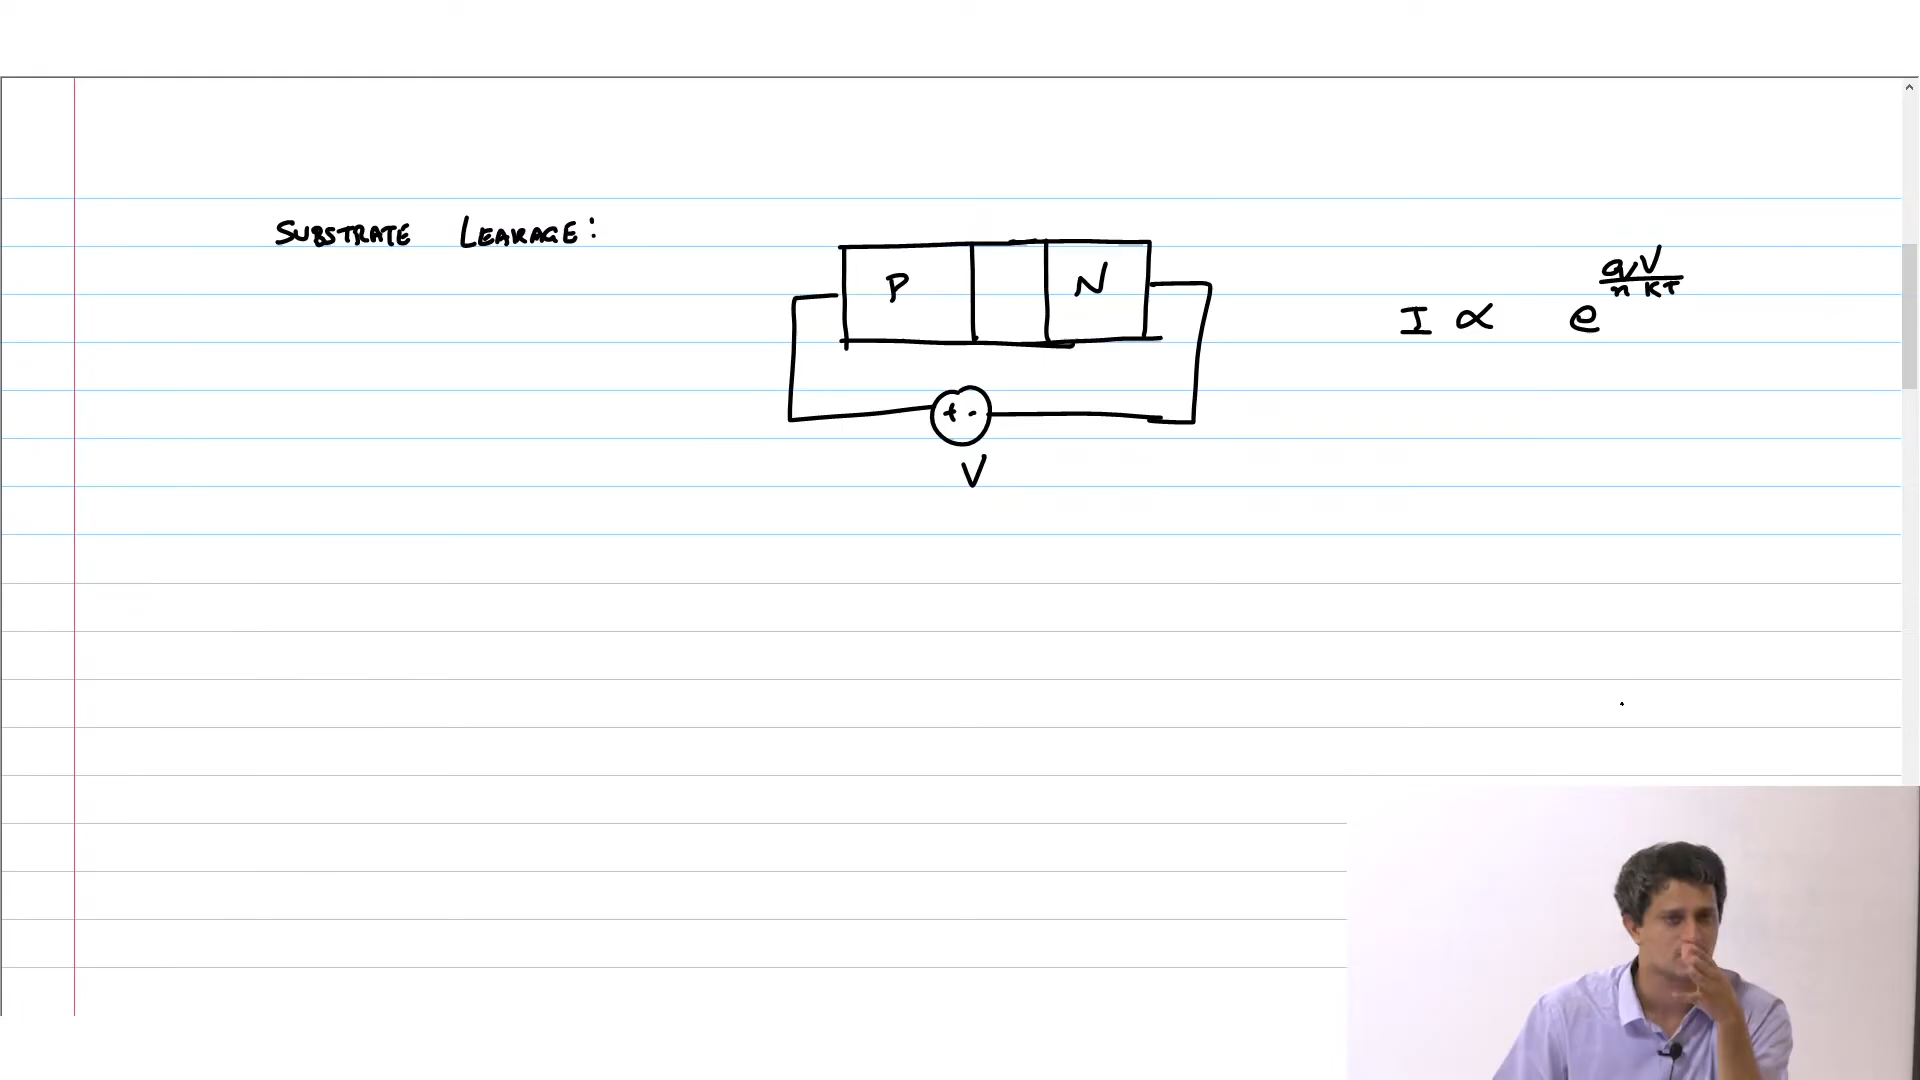 SUBSTRATE LEAKAGE:
P N
+ -
V
I ∝ e^(qV/nKT)